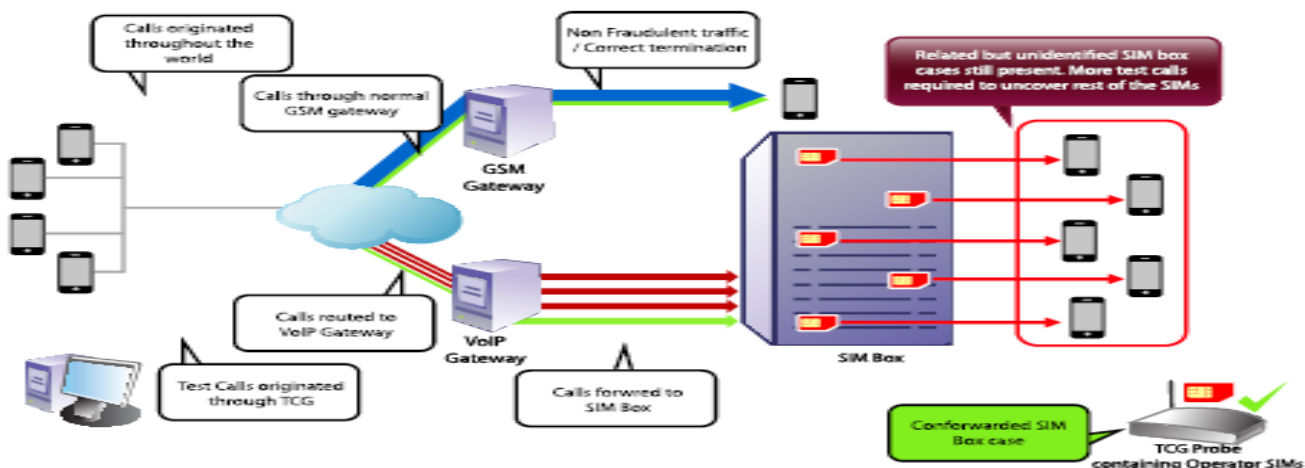 Calls originated
throughout the
world
Non Fraudulent traffic
/ Correct termination
Related but unidentified SIM box
cases still present. More test calls
required to uncover rest of the SIMs
Calls through normal
GSM gateway
GSM
Gateway
Calls routed to
VoIP Gateway
VoIP
Gateway
SIM Box
Test Calls originated
through TCG
Calls forwred to
SIM Box
Conforwarded SIM
Box case
TCG Probe
containing Operator SIMs